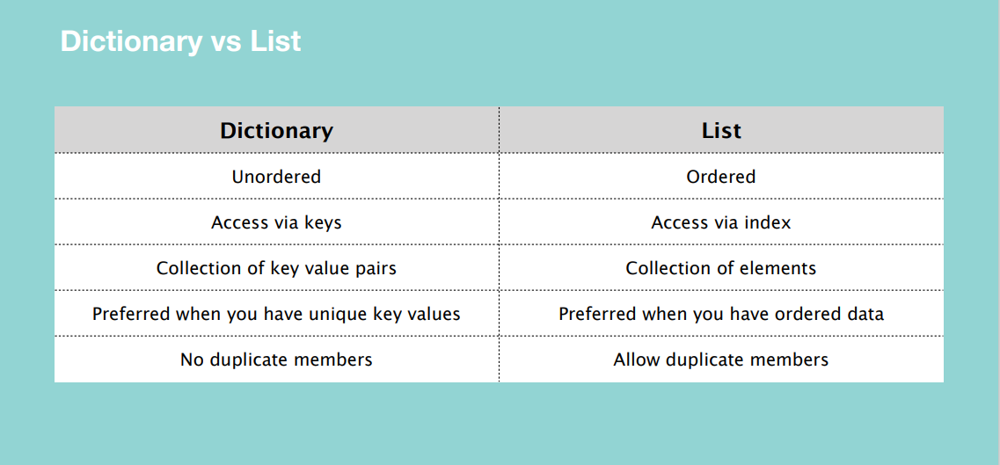 Dictionary vs List
Dictionary List
Unordered Ordered
Access via keys Access via index
Collection of key value pairs Collection of elements
Preferred when you have unique key values Preferred when you have ordered data
No duplicate members Allow duplicate members